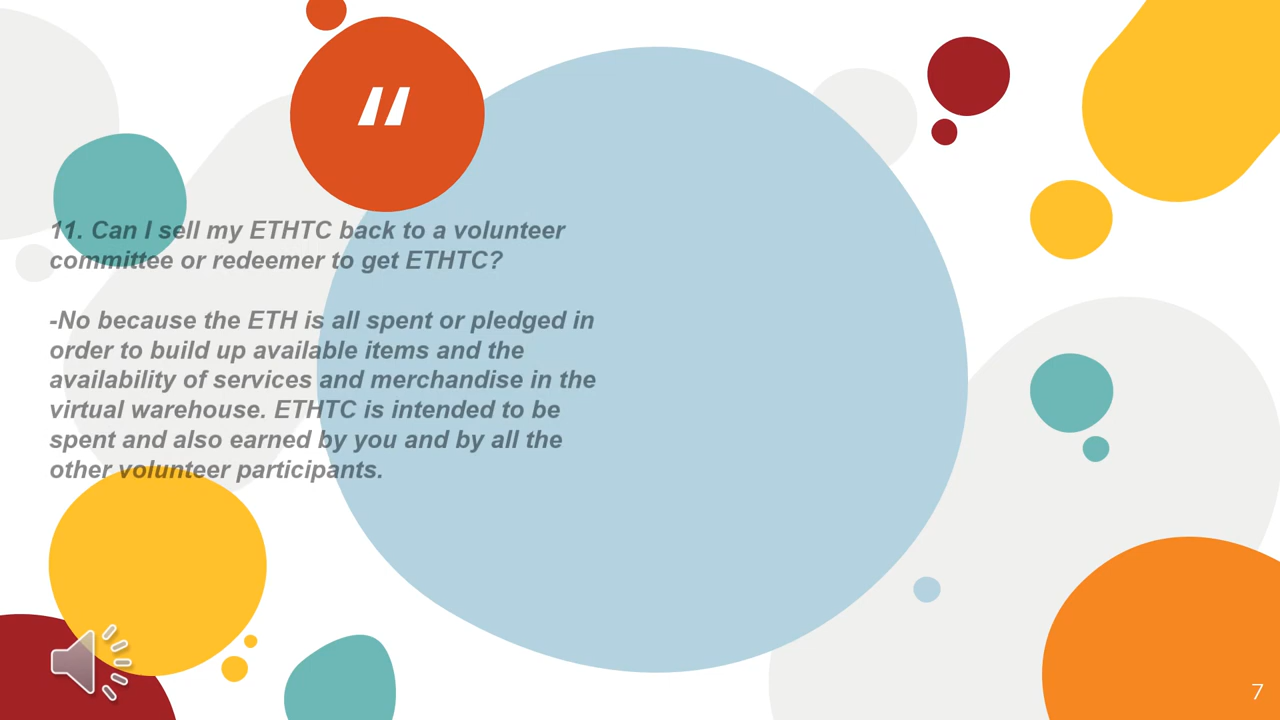 “
11. Can I sell my ETHTC back to a volunteer
committee or redeemer to get ETHTC?
-No because the ETH is all spent or pledged in
order to build up available items and the
availability of services and merchandise in the
virtual warehouse. ETHTC is intended to be
spent and also earned by you and by all the
other volunteer participants.
7